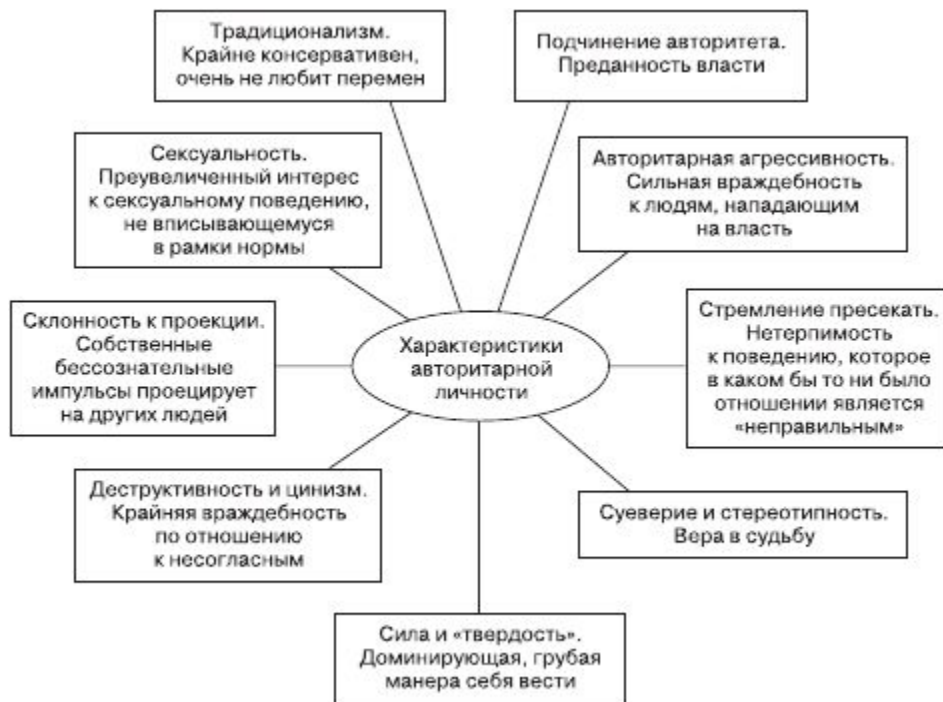 Традиционализм.
Крайне консервативен,
очень не любит перемен
Подчинение авторитета.
Преданность власти
Сексуальность.
Преувеличенный интерес
к сексуальному поведению,
не вписывающемуся
в рамки нормы
Авторитарная агрессивность.
Сильная враждебность
к людям, нападающим
на власть
Склонность к проекции.
Собственные
бессознательные
импульсы проецирует
на других людей
Характеристики
авторитарной
личности
Стремление пресекать.
Нетерпимость
к поведению, которое
в каком бы то ни было
отношении является
«неправильным»
Деструктивность и цинизм.
Крайняя враждебность
по отношению
к несогласным
Суеверие и стереотипность.
Вера в судьбу
Сила и «твердость».
Доминирующая, грубая
манера себя вести